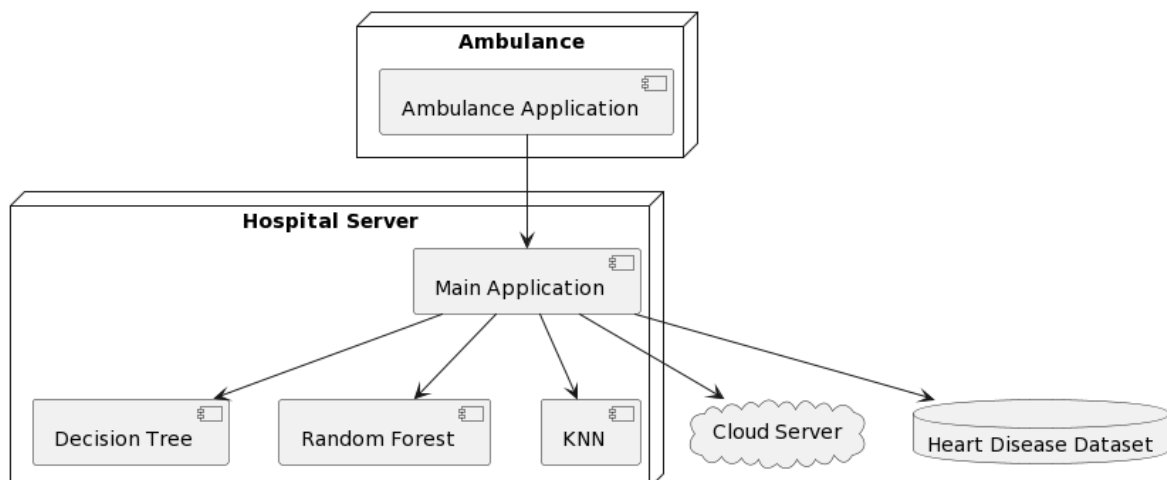 Ambulance
Ambulance Application
Hospital Server
Main Application
Decision Tree
Random Forest
KNN
Cloud Server
Heart Disease Dataset